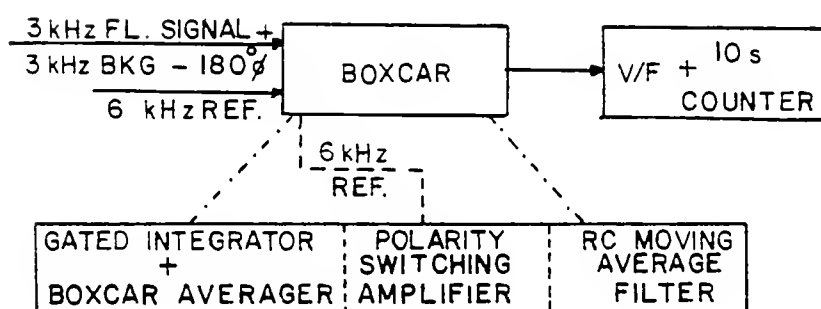 3 kHz FL. SIGNAL +
3 kHz BKG - 180° ø
6 kHz REF.
BOXCAR
V/F + 10 s
COUNTER
6 kHz
REF.
GATED INTEGRATOR
+
BOXCAR AVERAGER
POLARITY
SWITCHING
AMPLIFIER
RC MOVING
AVERAGE
FILTER